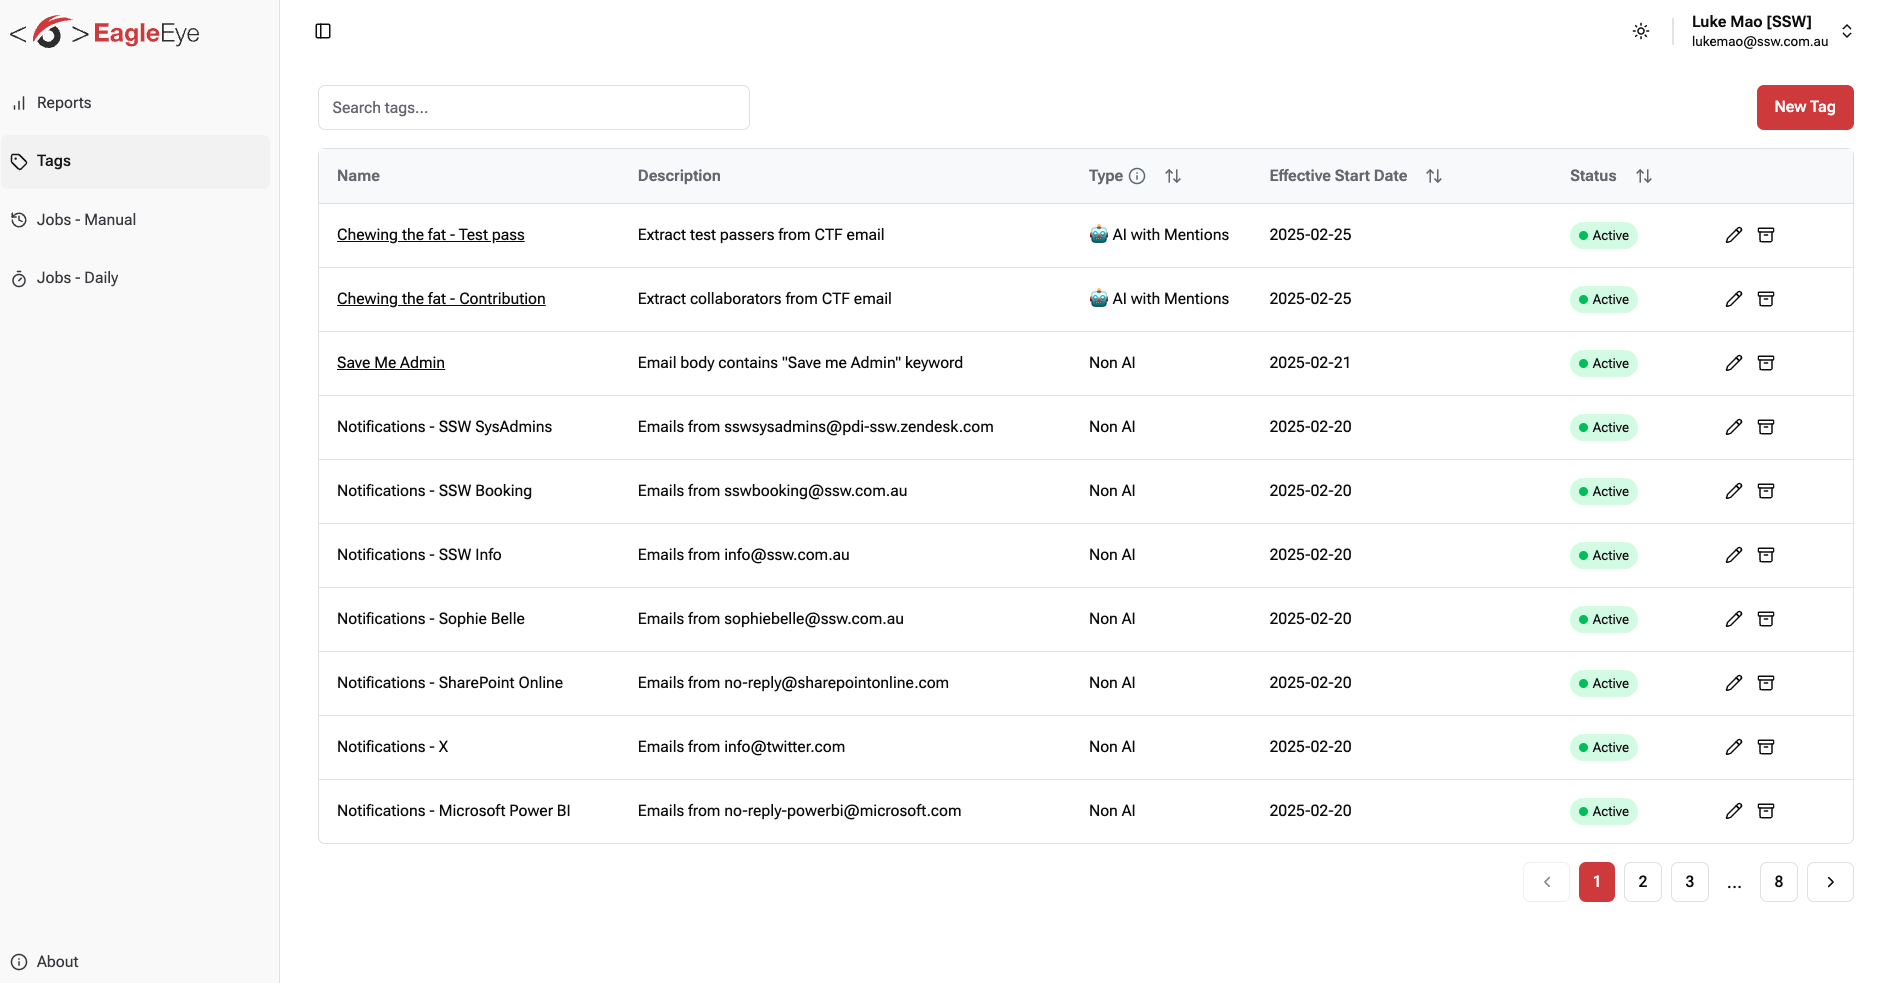 < > EagleEye
Luke Mao [SSW]
lukemao@ssw.com.au
Reports
Tags
Jobs - Manual
Jobs - Daily
About
Search tags...
New Tag
Name Description Type Effective Start Date Status
Chewing the fat - Test pass Extract test passers from CTF email 🤖 AI with Mentions 2025-02-25 Active
Chewing the fat - Contribution Extract collaborators from CTF email 🤖 AI with Mentions 2025-02-25 Active
Save Me Admin Email body contains "Save me Admin" keyword Non AI 2025-02-21 Active
Notifications - SSW SysAdmins Emails from sswsysadmins@pdi-ssw.zendesk.com Non AI 2025-02-20 Active
Notifications - SSW Booking Emails from sswbooking@ssw.com.au Non AI 2025-02-20 Active
Notifications - SSW Info Emails from info@ssw.com.au Non AI 2025-02-20 Active
Notifications - Sophie Belle Emails from sophiebelle@ssw.com.au Non AI 2025-02-20 Active
Notifications - SharePoint Online Emails from no-reply@sharepointonline.com Non AI 2025-02-20 Active
Notifications - X Emails from info@twitter.com Non AI 2025-02-20 Active
Notifications - Microsoft Power BI Emails from no-reply-powerbi@microsoft.com Non AI 2025-02-20 Active
1 2 3 ... 8